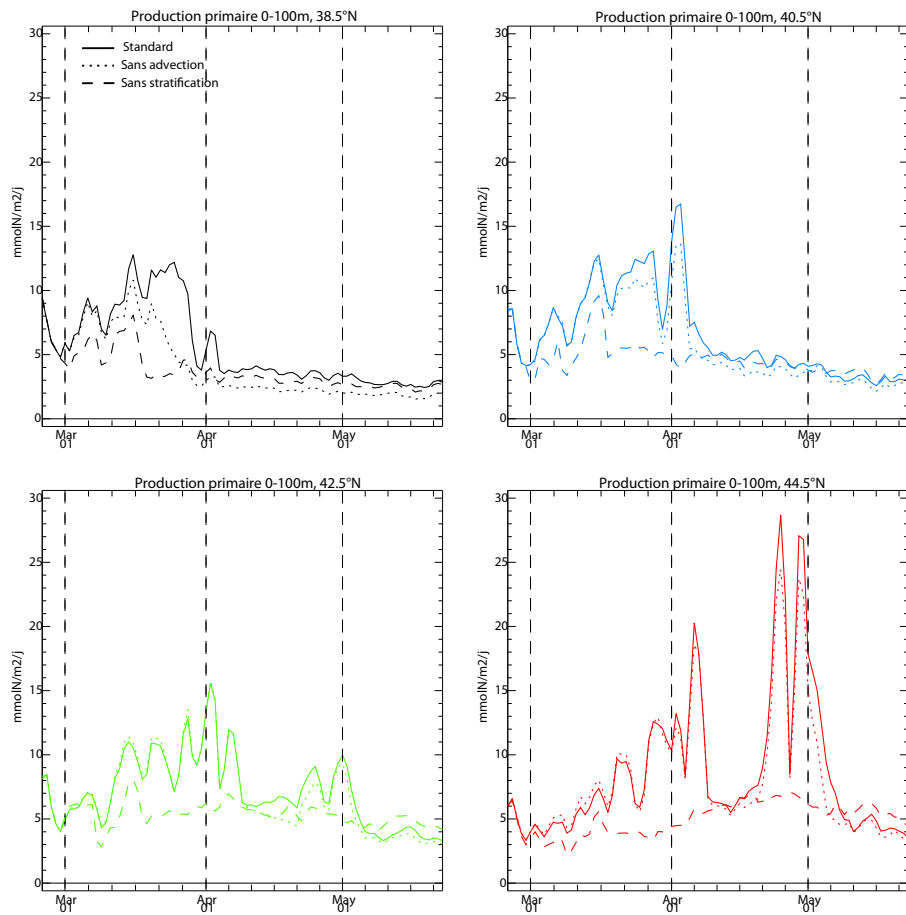 Production primaire 0-100m, 38.5°N
30
25
20
15
10
5
0
mmolN/m2/j
Standard
Sans advection
Sans stratification
Mar
01
Apr
01
May
01
Production primaire 0-100m, 40.5°N
30
25
20
15
10
5
0
mmolN/m2/j
Mar
01
Apr
01
May
01
Production primaire 0-100m, 42.5°N
30
25
20
15
10
5
0
mmolN/m2/j
Mar
01
Apr
01
May
01
Production primaire 0-100m, 44.5°N
30
25
20
15
10
5
0
mmolN/m2/j
Mar
01
Apr
01
May
01